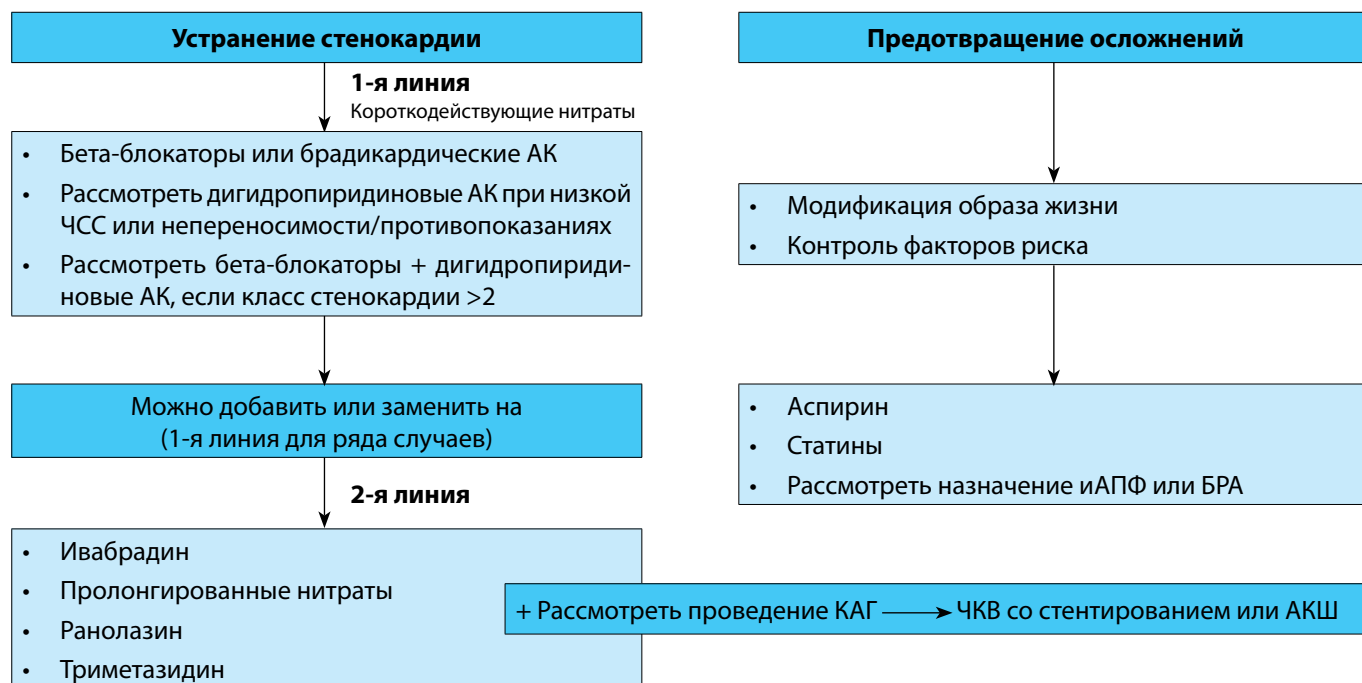 Устранение стенокардии
1-я линия
Короткодействующие нитраты
• Бета-блокаторы или брадикардические АК
• Рассмотреть дигидропиридиновые АК при низкой
ЧСС или непереносимости/противопоказаниях
• Рассмотреть бета-блокаторы + дигидропириди-
новые АК, если класс стенокардии >2
Можно добавить или заменить на
(1-я линия для ряда случаев)
2-я линия
• Ивабрадин
• Пролонгированные нитраты
• Ранолазин
• Триметазидин
Предотвращение осложнений
• Модификация образа жизни
• Контроль факторов риска
• Аспирин
• Статины
• Рассмотреть назначение иАПФ или БРА
+ Рассмотреть проведение КАГ → ЧКВ со стентированием или АКШ